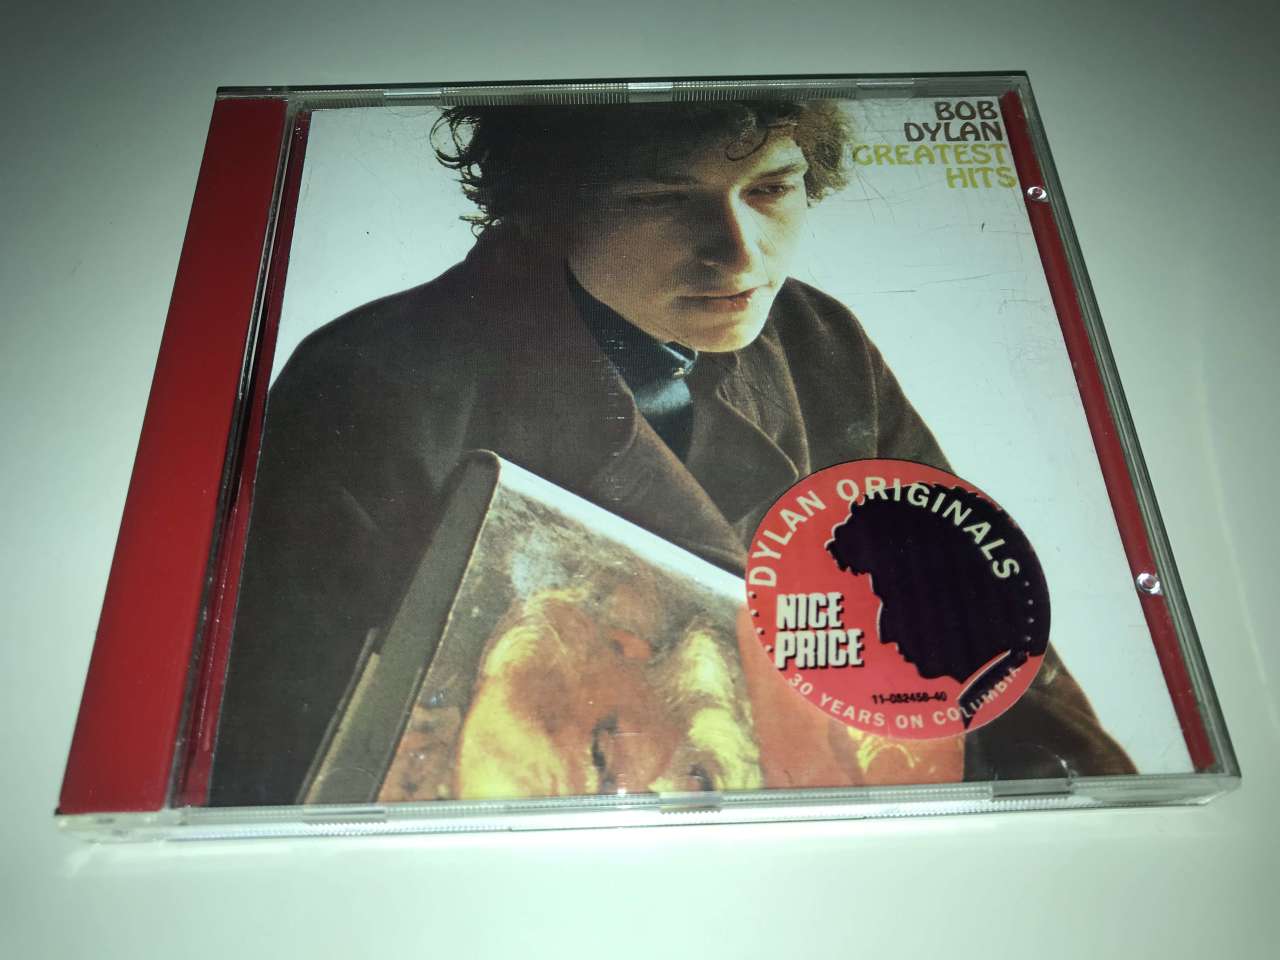 BOB
DYLAN
GREATEST
HITS
DYLAN ORIGINALS
NICE
PRICE
11-032458-40
30 YEARS ON COLUMBIA